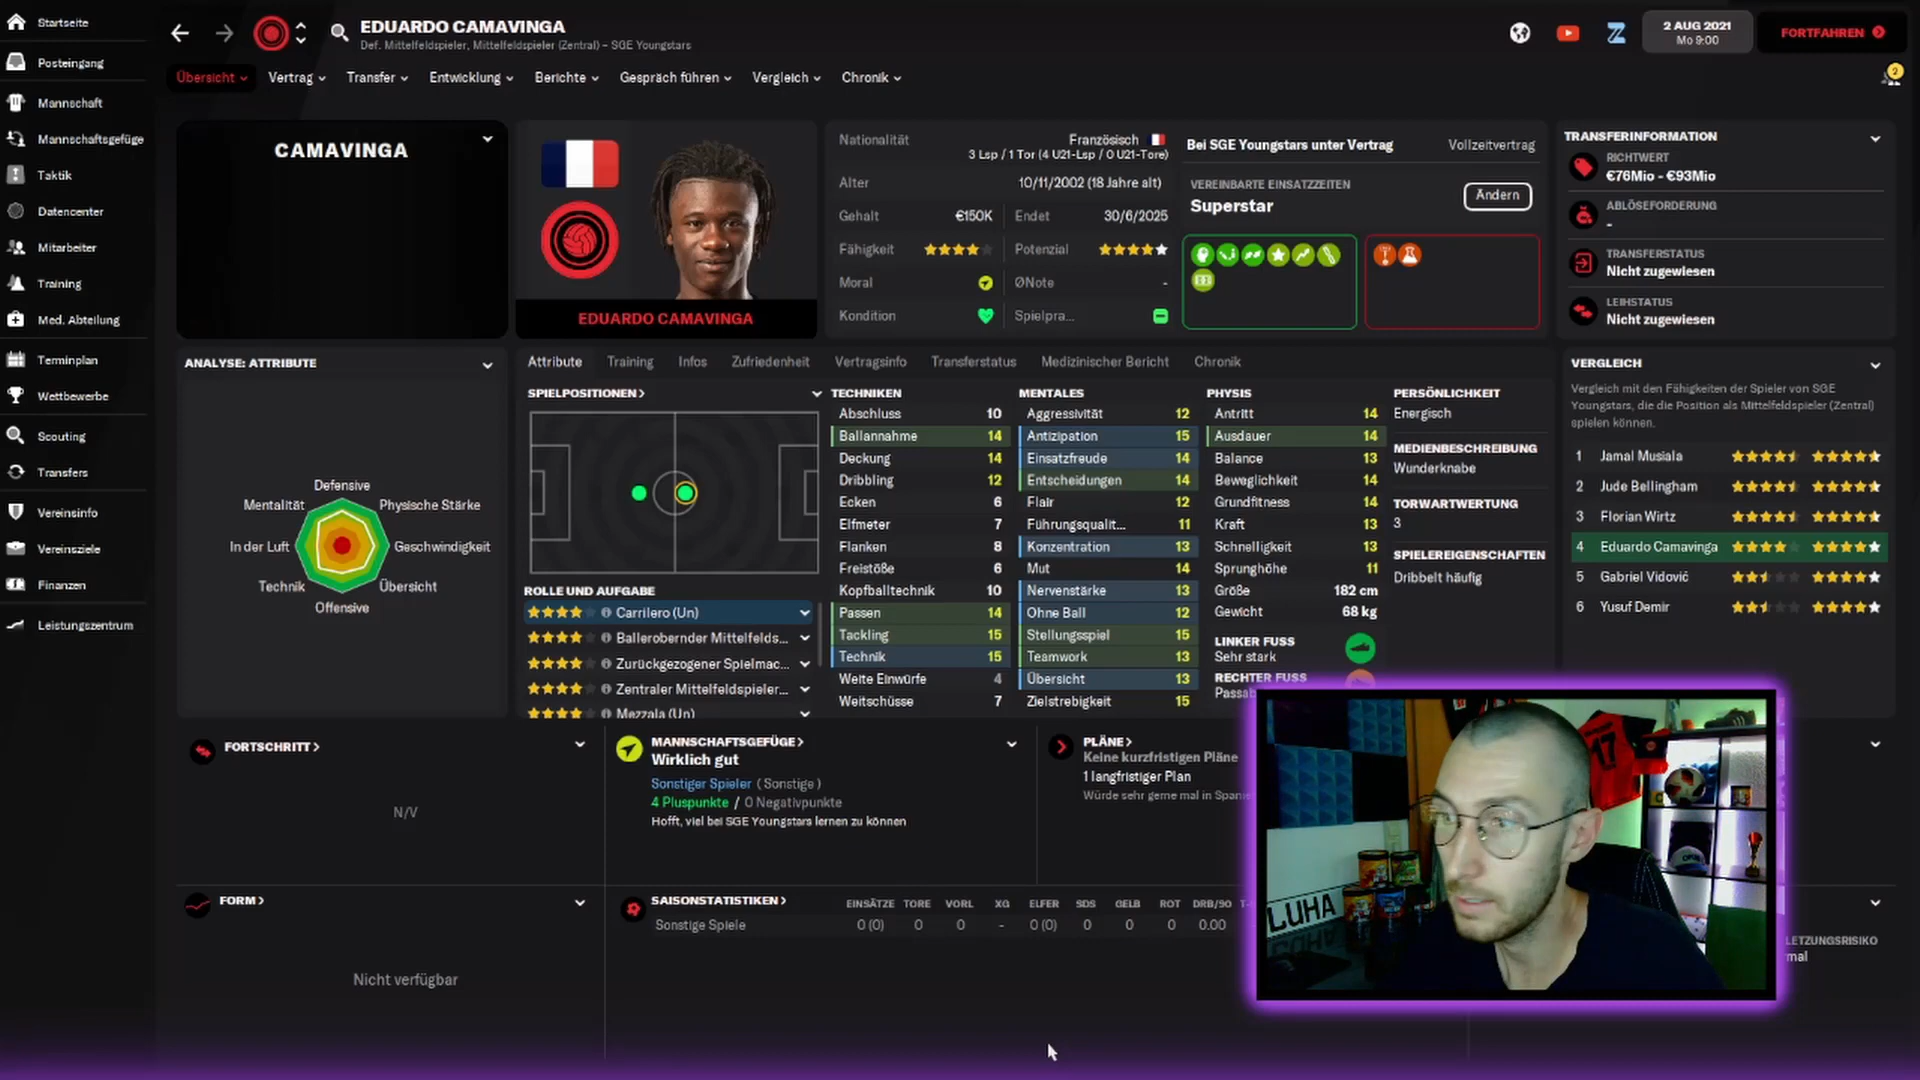 Startseite
Posteingang
Mannschaft
Mannschaftsgefüge
Taktik
Datencenter
Mitarbeiter
Training
Med. Abteilung
Terminplan
Wettbewerbe
Scouting
Transfers
Vereinsinfo
Vereinsziele
Finanzen
Leistungszentrum
EDUARDO CAMAVINGA
Def. Mittelfeldspieler, Mittelfeldspieler (Zentral) – SGE Youngstars
2 AUG 2021
Mo 9:00
FORTFAHREN
Übersicht Vertrag Transfer Entwicklung Berichte Gespräch führen Vergleich Chronik
2
CAMAVINGA
EDUARDO CAMAVINGA
Nationalität Französisch
3 Lsp / 1 Tor (4 U21-Lsp / 0 U21-Tore)
Alter 10/11/2002 (18 Jahre alt)
Gehalt €150K Endet 30/6/2025
Fähigkeit Potenzial
Moral ØNote -
Kondition Spielpra...
Bei SGE Youngstars unter Vertrag Vollzeitvertrag
VEREINBARTE EINSATZZEITEN
Superstar
Ändern
TRANSFERINFORMATION
RICHTWERT
€76Mio - €93Mio
ABLÖSEFORDERUNG
-
TRANSFERSTATUS
Nicht zugewiesen
LEIHSTATUS
Nicht zugewiesen
ANALYSE: ATTRIBUTE
Defensive
Mentalität Physische Stärke
In der Luft Geschwindigkeit
Technik Übersicht
Offensive
Attribute Training Infos Zufriedenheit Vertragsinfo Transferstatus Medizinischer Bericht Chronik
SPIELPOSITIONEN
ROLLE UND AUFGABE
Carrilero (Un)
Ballerobernder Mittelfelds...
Zurückgezogener Spielmac...
Zentraler Mittelfeldspieler...
Mezzala (Un)
TECHNIKEN
Abschluss 10
Ballannahme 14
Deckung 14
Dribbling 12
Ecken 6
Elfmeter 7
Flanken 8
Freistöße 6
Kopfballtechnik 10
Passen 14
Tackling 15
Technik 15
Weite Einwürfe 4
Weitschüsse 7
MENTALES
Aggressivität 12
Antizipation 15
Einsatzfreude 14
Entscheidungen 14
Flair 12
Führungsqualit... 11
Konzentration 13
Mut 14
Nervenstärke 13
Ohne Ball 12
Stellungsspiel 15
Teamwork 13
Übersicht 13
Zielstrebigkeit 15
PHYSIS
Antritt 14
Ausdauer 14
Balance 13
Beweglichkeit 14
Grundfitness 14
Kraft 13
Schnelligkeit 13
Sprunghöhe 11
Größe 182 cm
Gewicht 68 kg
LINKER FUSS
Sehr stark
RECHTER FUSS
PERSÖNLICHKEIT
Energisch
MEDIENBESCHREIBUNG
Wunderknabe
TORWARTWERTUNG
3
SPIELEREIGENSCHAFTEN
Dribbelt häufig
VERGLEICH
Vergleich mit den Fähigkeiten der Spieler von SGE
Youngstars, die die Position als Mittelfeldspieler (Zentral)
spielen können.
1 Jamal Musiala
2 Jude Bellingham
3 Florian Wirtz
4 Eduardo Camavinga
5 Gabriel Vidović
6 Yusuf Demir
FORTSCHRITT
N/V
MANNSCHAFTSGEFÜGE
Wirklich gut
Sonstiger Spieler ( Sonstige )
4 Pluspunkte / 0 Negativpunkte
Hofft, viel bei SGE Youngstars lernen zu können
PLÄNE
Keine kurzfristigen Pläne
1 langfristiger Plan
Würde sehr gerne mal in
FORM
Nicht verfügbar
SAISONSTATISTIKEN EINSÄTZE TORE VORL XG ELFER SDS GELB ROT DRB/90
Sonstige Spiele 0 (0) 0 0 - 0 (0) 0 0 0 0.00
17
LUHA